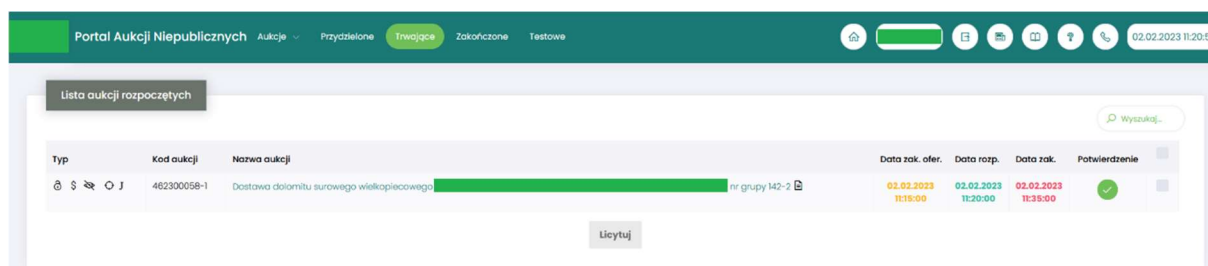 Portal Aukcji Niepublicznych Aukcje Przydzielone Trwające Zakończone Testowe 02.02.2023 11:20:5
Lista aukcji rozpoczętych
Wyszukaj...
Typ Kod aukcji Nazwa aukcji Data zak. ofer. Data rozp. Data zak. Potwierdzenie
$ J 462300058-1 Dostawa dolomitu surowego wielkopiecowego nr grupy 142-2 02.02.2023 02.02.2023 02.02.2023
11:15:00 11:20:00 11:35:00
Licytuj